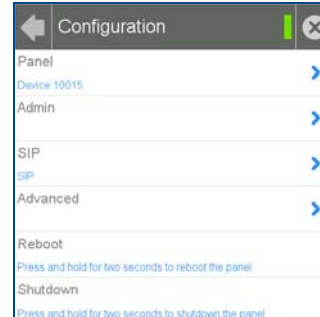 Configuration
Panel
Device 10015
Admin
SIP
SIP
Advanced
Reboot
Press and hold for two seconds to reboot the panel
Shutdown
Press and hold for two seconds to shutdown the panel